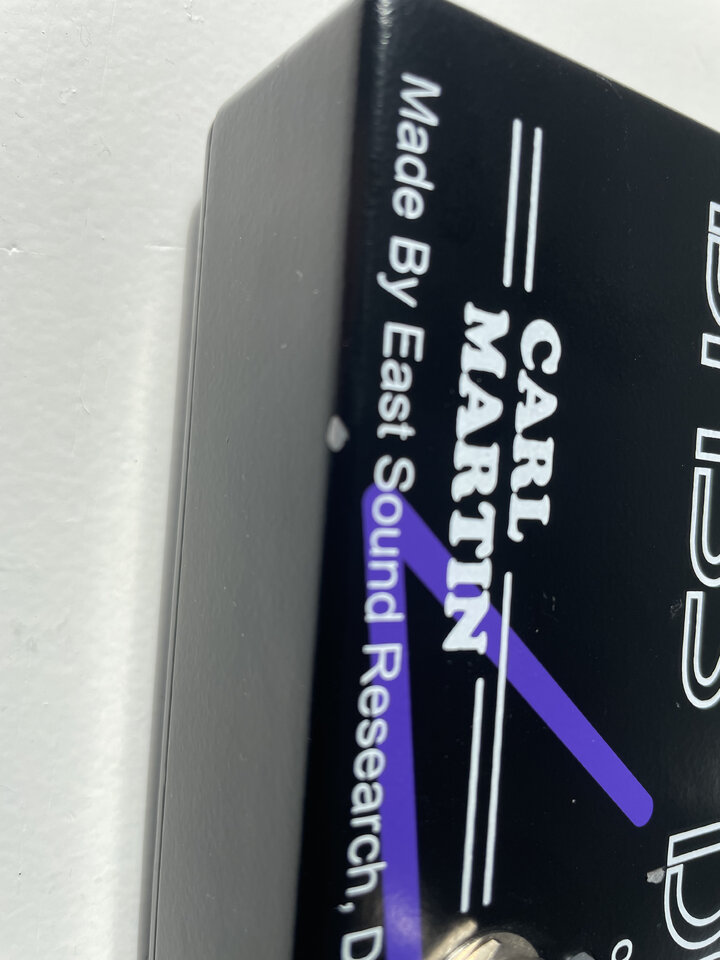 CARL
MARTIN
Made By East Sound Research, D